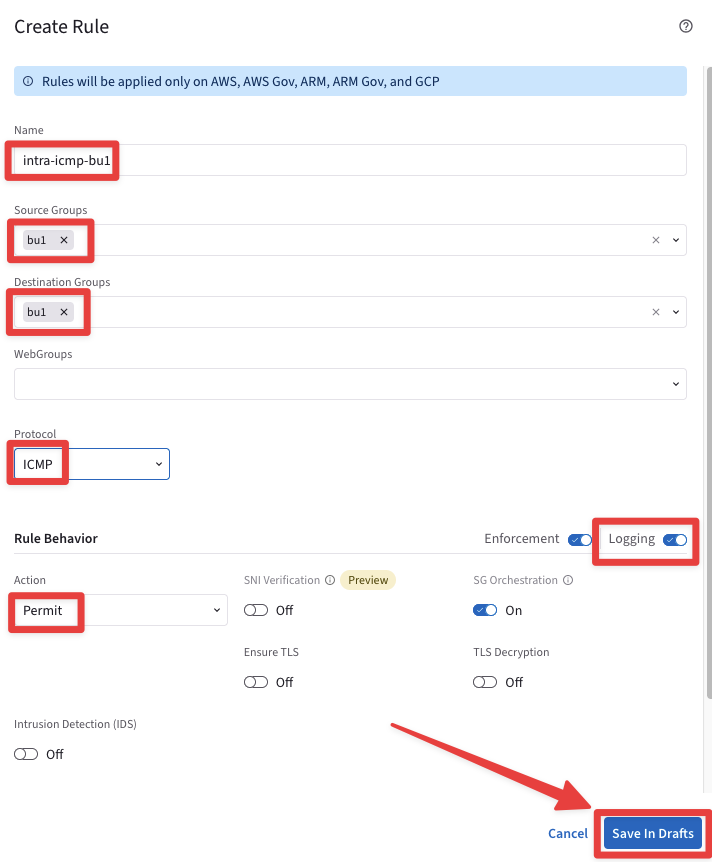 Create Rule
Rules will be applied only on AWS, AWS Gov, ARM, ARM Gov, and GCP
Name
intra-icmp-bu1
Source Groups
bu1
Destination Groups
bu1
WebGroups
Protocol
ICMP
Rule Behavior Enforcement Logging
Action SNI Verification Preview SG Orchestration
Permit Off On
Ensure TLS TLS Decryption
Off Off
Intrusion Detection (IDS)
Off
Cancel Save In Drafts